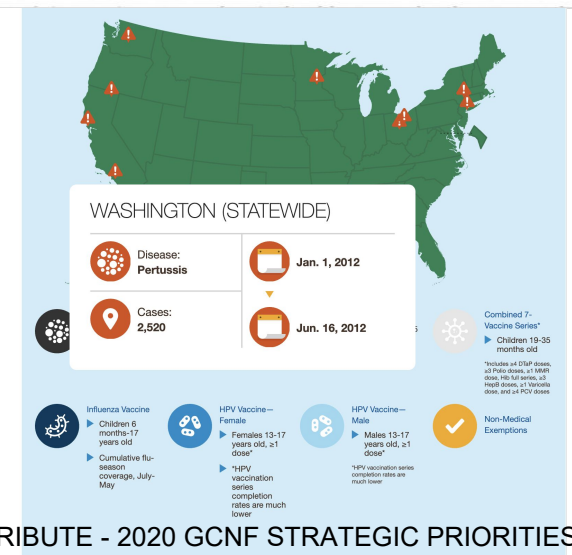 WASHINGTON (STATEWIDE)
Disease:
Pertussis
Jan. 1, 2012
Cases:
2,520
Jun. 16, 2012
5
Combined 7-
Vaccine Series*
Children 19-35
months old
*Includes ≥4 DTaP doses,
≥3 Polio doses, ≥1 MMR
dose, Hib full series, ≥3
HepB doses, ≥1 Varicella
dose, and ≥4 PCV doses
Influenza Vaccine
Children 6
months-17
years old
Cumulative flu-
season
coverage, July-
May
HPV Vaccine—
Female
Females 13-17
years old, ≥1
dose*
*HPV
vaccination
series
completion
rates are much
lower
HPV Vaccine—
Male
Males 13-17
years old, ≥1
dose*
*HPV vaccination series
completion rates are
much lower
Non-Medical
Exemptions
RIBUTE - 2020 GCNF STRATEGIC PRIORITIES